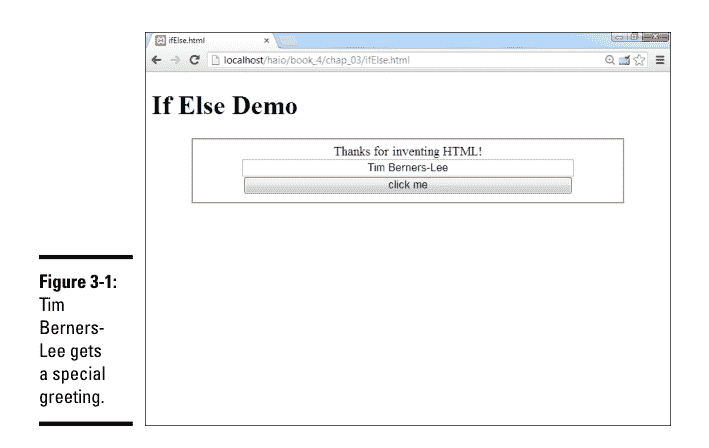 ifElse.html
localhost/haio/book_4/chap_03/ifElse.html
If Else Demo
Thanks for inventing HTML!
Tim Berners-Lee
click me
Figure 3-1:
Tim
Berners-
Lee gets
a special
greeting.